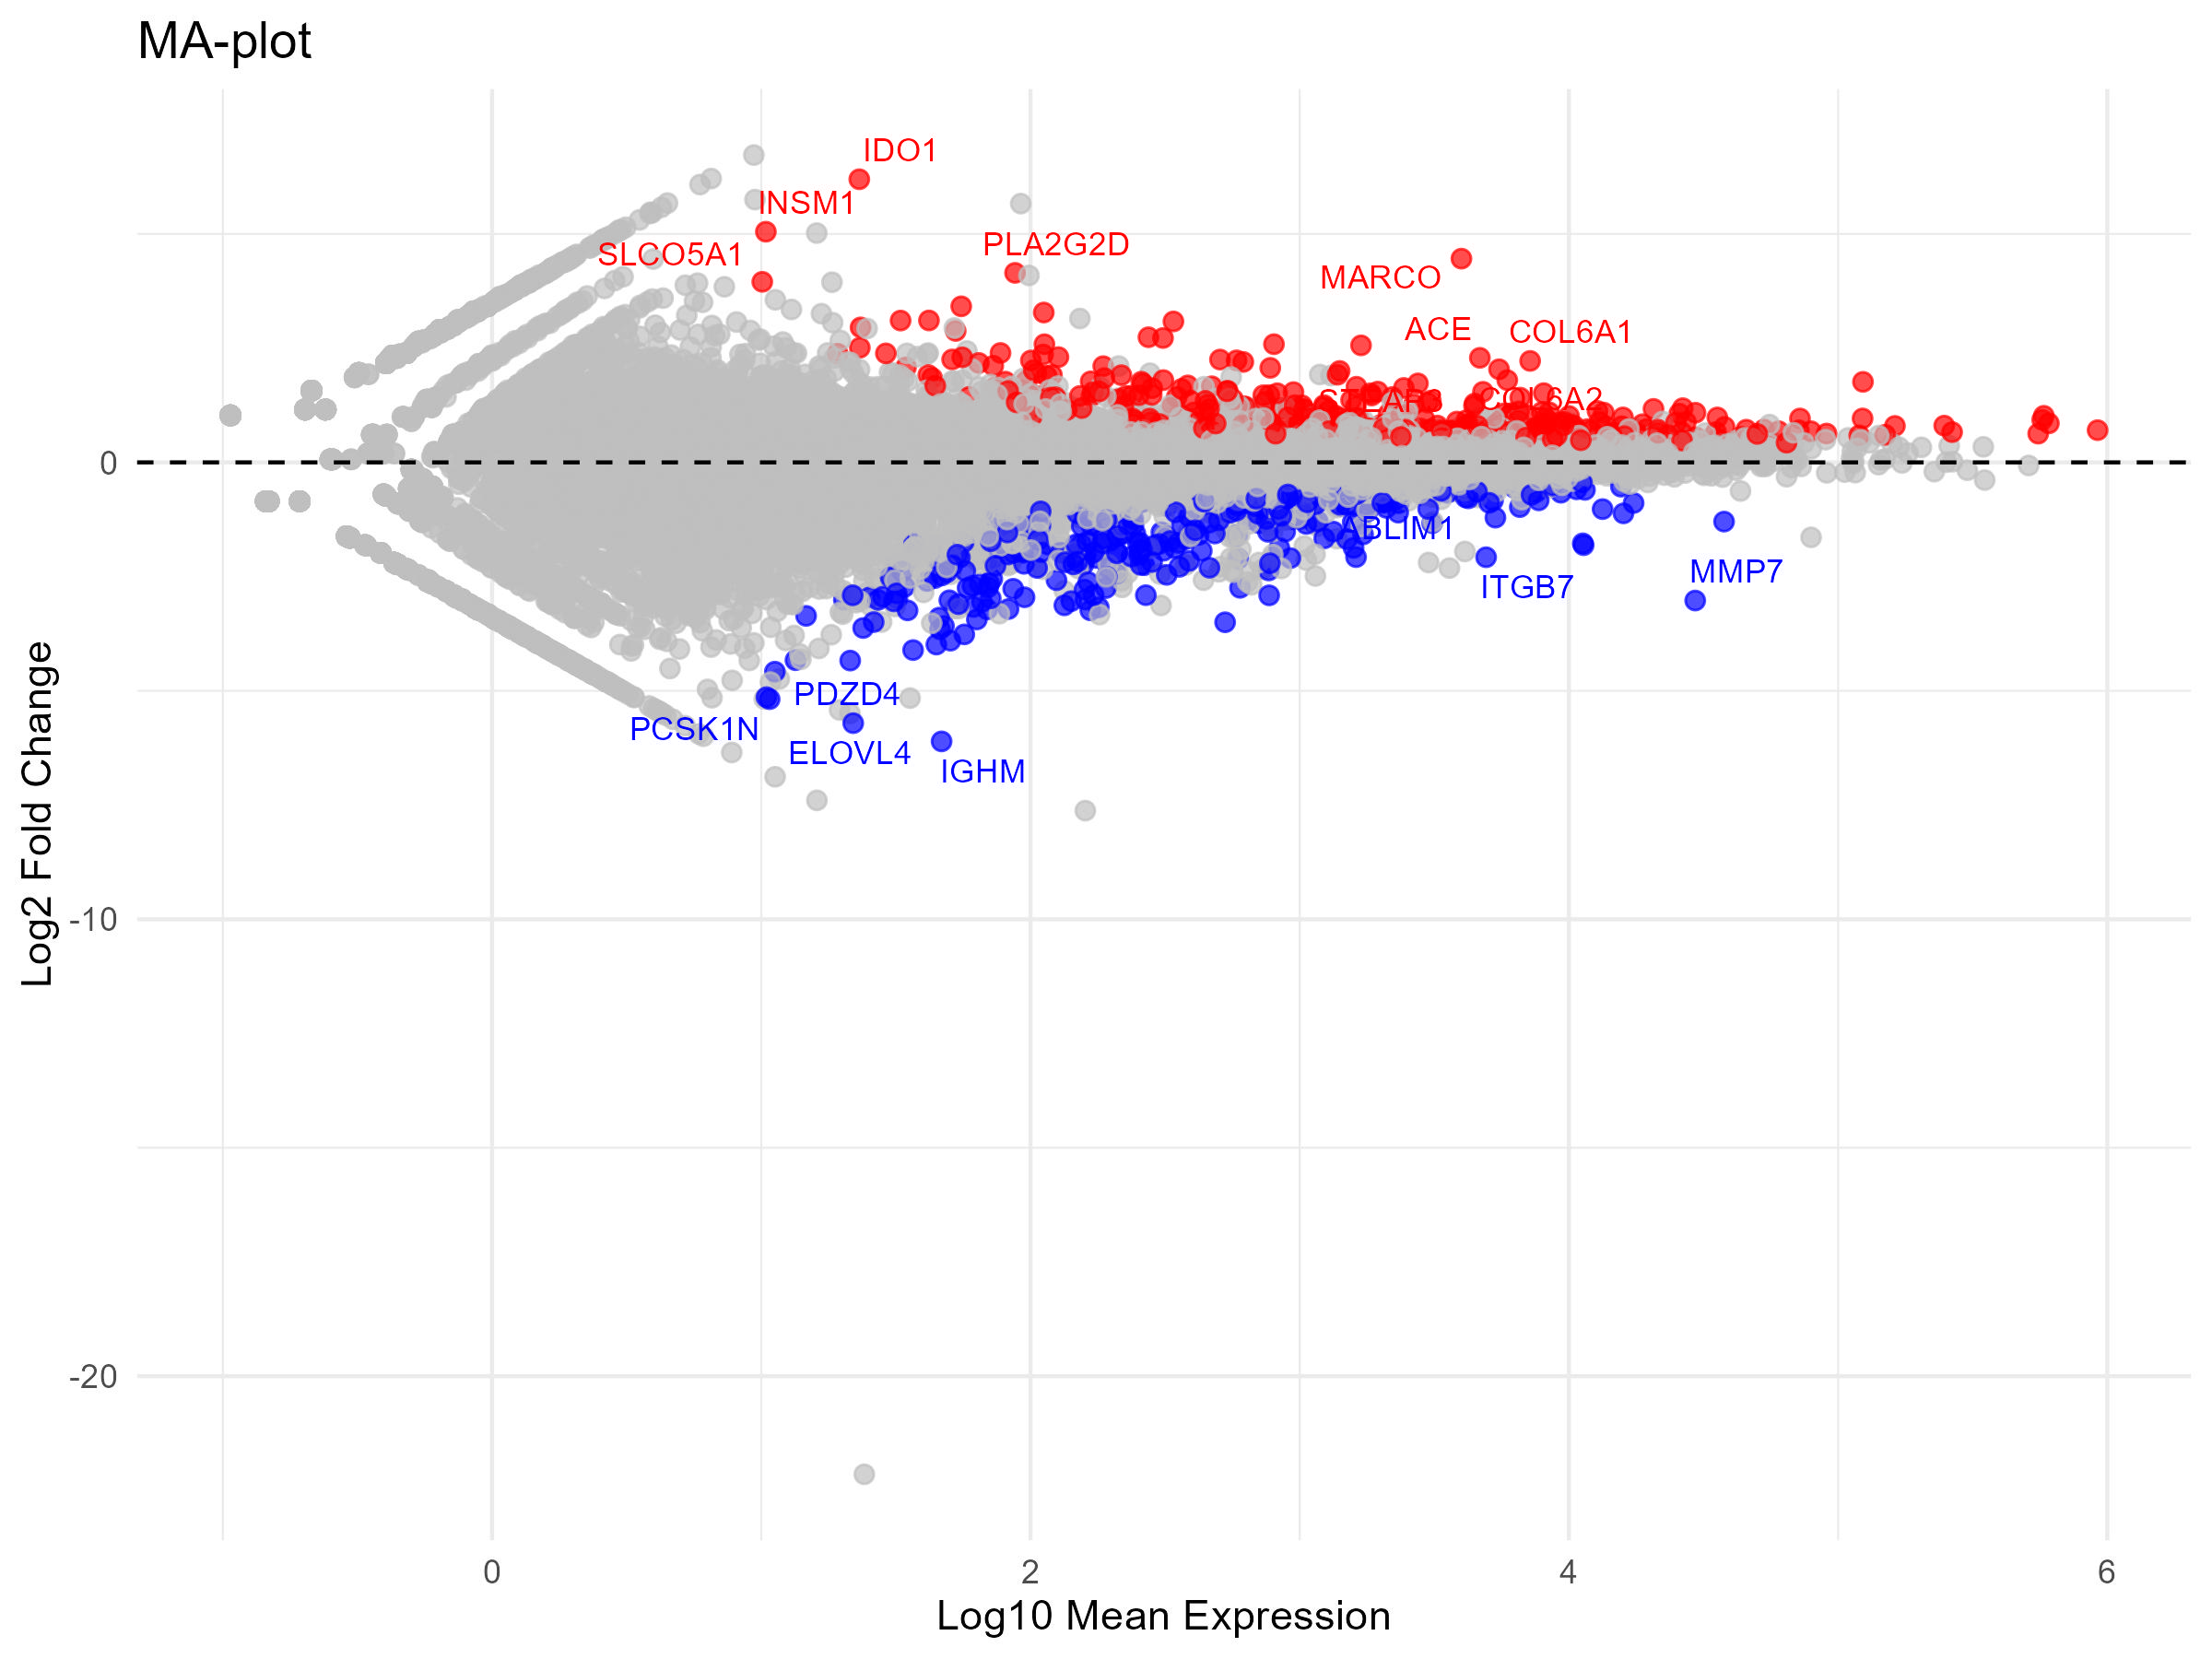 MA-plot
IDO1
INSM1
SLCO5A1
PLA2G2D
MARCO
ACE
COL6A1
COL6A2
ABLIM1
ITGB7
MMP7
PDZD4
PCSK1N
ELOVL4
IGHM
0
-10
-20
Log2 Fold Change
0
2
4
6
Log10 Mean Expression